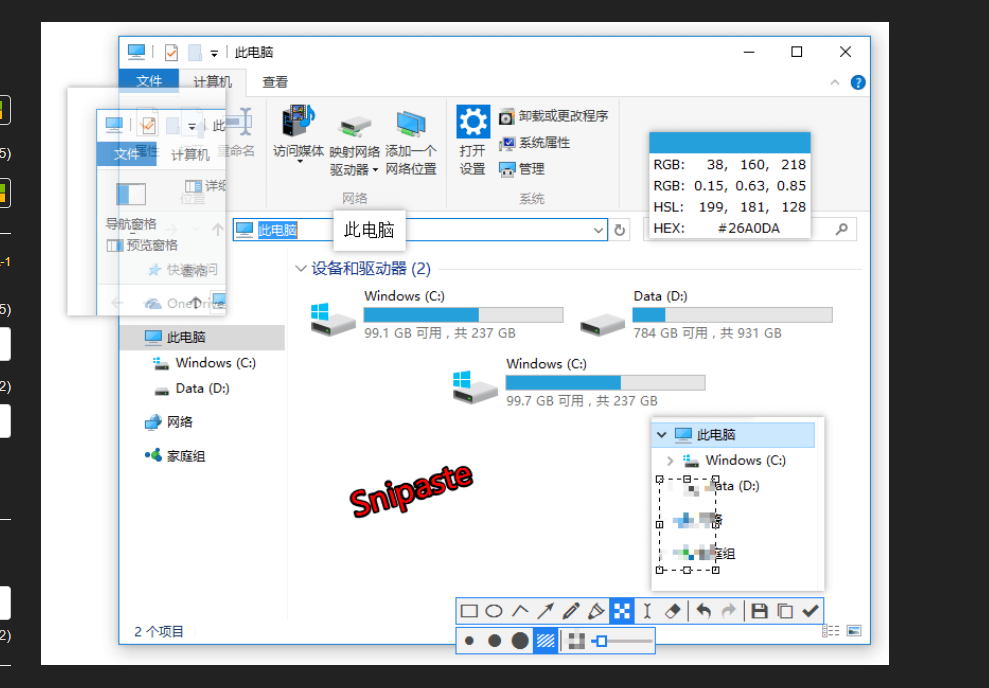 此电脑
文件
计算机
查看
此
重命名
文件
计算机
访问媒体
映射网络
驱动器
添加一个
网络位置
网络
打开
设置
卸载或更改程序
系统属性
管理
系统
RGB: 38, 160, 218
RGB: 0.15, 0.63, 0.85
HSL: 199, 181, 128
HEX: #26A0DA
详细
位置
导航窗格
预览窗格
快速访问
OneDrive
此电脑
此电脑
设备和驱动器 (2)
Windows (C:)
99.1 GB 可用，共 237 GB
Data (D:)
784 GB 可用，共 931 GB
Windows (C:)
99.7 GB 可用，共 237 GB
此电脑
Windows (C:)
Data (D:)
网络
家庭组
Snipaste
此电脑
Windows (C:)
ata (D:)
庭组
2 个项目
5)
-1
5)
2)
2)